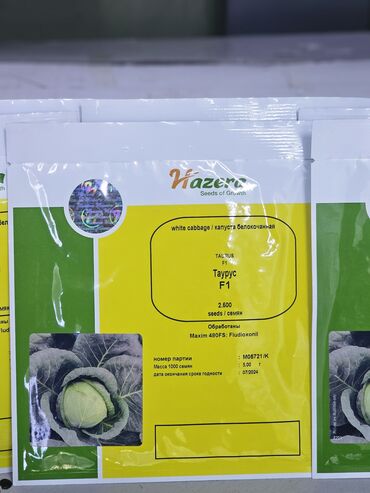 Hazera
Seeds of Growth
white cabbage / капуста белокочанная
TAURUS
F1
Таурус
F1
2.500
seeds / семян
Обработаны
Maxim 480FS: Fludioxonil
номер партии : M05721/K
Масса 1000 семян : 5,00 г
дата окончания срока годности : 07/2024